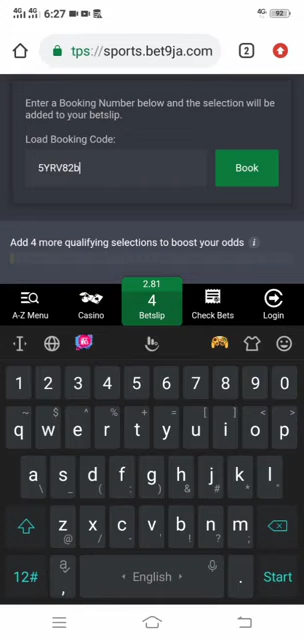 4G 4G 6:27 4G 92
tps://sports.bet9ja.com 2
Enter a Booking Number below and the selection will be
added to your betslip.
Load Booking Code:
5YRV82b Book
Add 4 more qualifying selections to boost your odds i
2.81
4
A-Z Menu Casino Betslip Check Bets Login
1 2 3 4 5 6 7 8 9 0
~ $ ^ % + = [ ] < >
q w e r t y u i o p
a s d f g h j k l
\ _ ( : ) & # * "
z x c v b n m
@ / - ' ! ?
12# a , English . Start